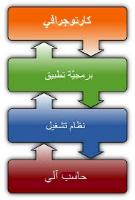 كارتوجرافي
برمجيّة تطبيق
نظام تشغيل
حاسب آلي